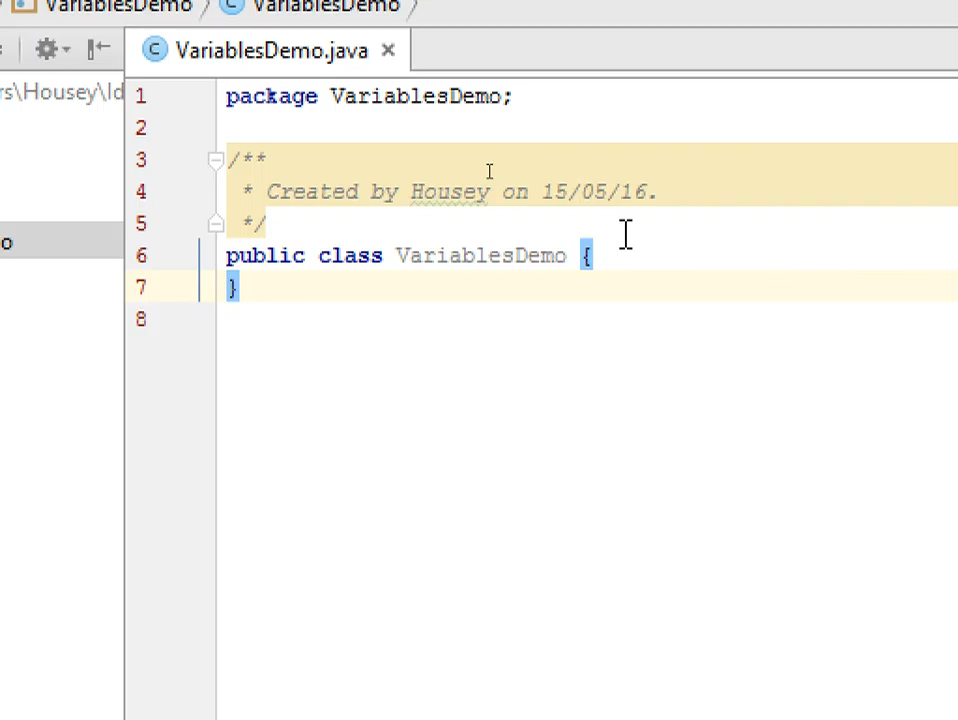 VariablesDemo VariablesDemo
VariablesDemo.java
rs\Housey\Id
o
1 package VariablesDemo;
2
3 /**
4 * Created by Housey on 15/05/16.
5 */
6 public class VariablesDemo {
7 }
8